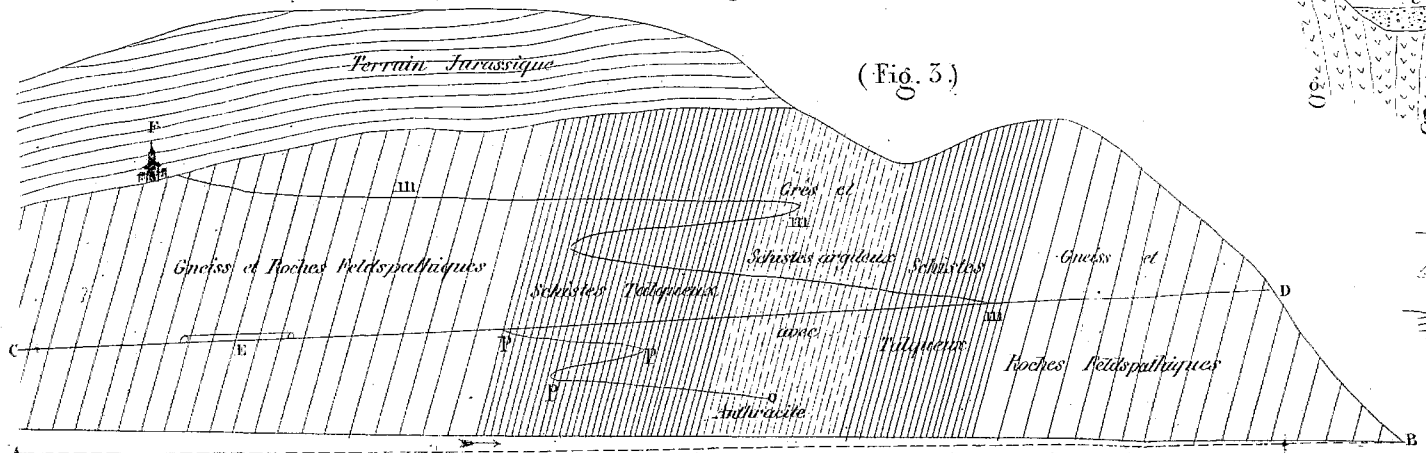 Terrain Jurassique
(Fig. 3.)
g
F
m
Grés et
m
Gneiss et Roches Feldspathiques
Schistes argileux
Schistes
Gneiss et
Schistes Talqueux
D
m
avec
C
E
P
P
Talqueux
Roches Feldspathiques
P
o
Anthracite
A
B